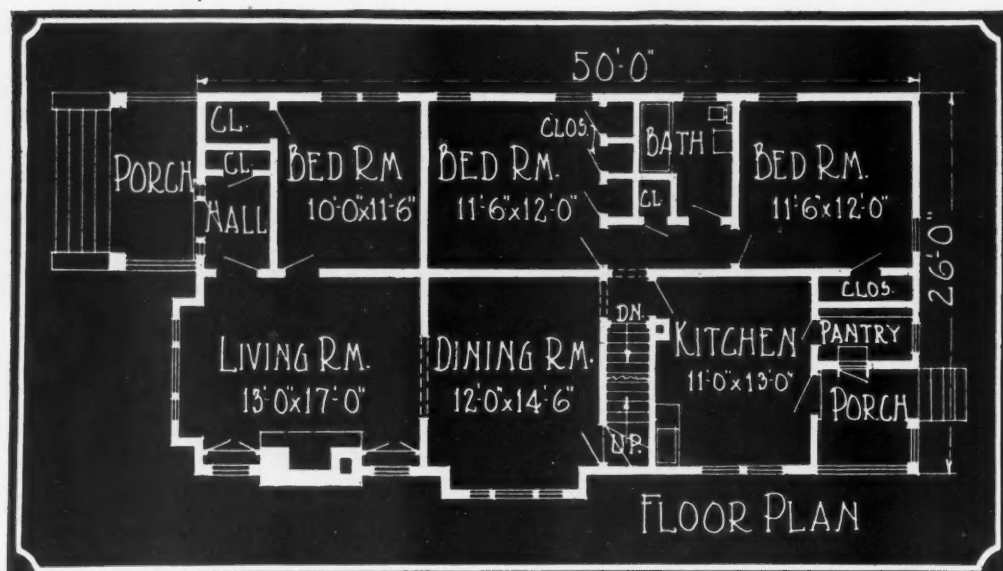 50'-0"
CL.
CL.
PORCH
HALL
BED RM
10'-0"x11'-6"
BED RM.
11'-6"x12'-0"
CLOS.
BATH
CL.
BED RM.
11'-6"x12'-0"
26'-0"
CLOS.
LIVING RM.
13'-0"x17'-0"
DINING RM.
12'-0"x14'-6"
DN.
UP.
KITCHEN
11'-0"x13'-0"
PANTRY
PORCH
FLOOR PLAN